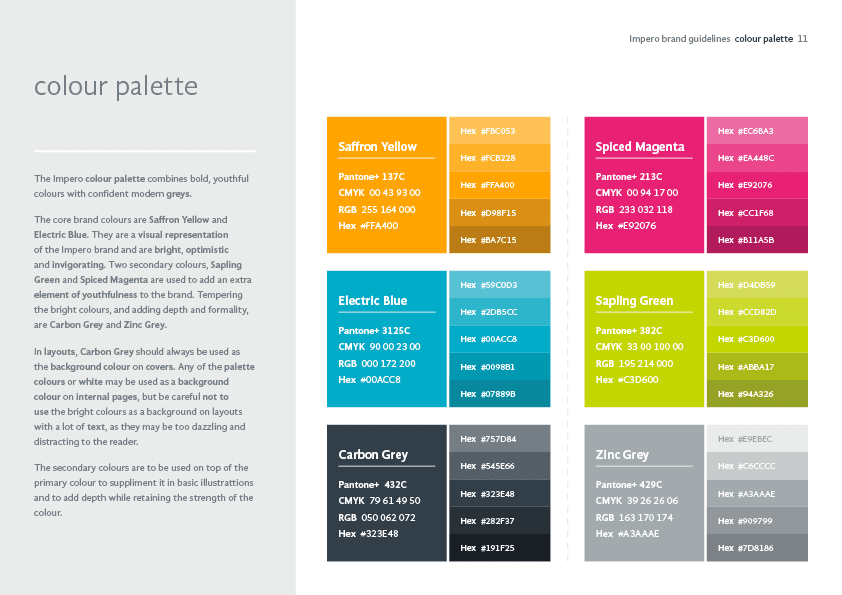 Impero brand guidelines colour palette 11
colour palette
The Impero colour palette combines bold, youthful
colours with confident modern greys.
The core brand colours are Saffron Yellow and
Electric Blue. They are a visual representation
of the Impero brand and are bright, optimistic
and invigorating. Two secondary colours, Sapling
Green and Spiced Magenta are used to add an extra
element of youthfulness to the brand. Tempering
the bright colours, and adding depth and formality,
are Carbon Grey and Zinc Grey.
In layouts, Carbon Grey should always be used as
the background colour on covers. Any of the palette
colours or white may be used as a background
colour on internal pages, but be careful not to
use the bright colours as a background on layouts
with a lot of text, as they may be too dazzling and
distracting to the reader.
The secondary colours are to be used on top of the
primary colour to suppliment it in basic illustrattions
and to add depth while retaining the strength of the
colour.
Saffron Yellow
Pantone+ 137C
CMYK 00 43 93 00
RGB 255 164 000
Hex #FFA400
Hex #FBC053
Hex #FCB228
Hex #FFA400
Hex #D98F15
Hex #BA7C15
Spiced Magenta
Pantone+ 213C
CMYK 00 94 17 00
RGB 233 032 118
Hex #E92076
Hex #EC6BA3
Hex #EA448C
Hex #E92076
Hex #CC1F68
Hex #B11A5B
Electric Blue
Pantone+ 3125C
CMYK 90 00 23 00
RGB 000 172 200
Hex #00ACC8
Hex #59C0D3
Hex #2DB5CC
Hex #00ACC8
Hex #0098B1
Hex #07889B
Sapling Green
Pantone+ 382C
CMYK 33 00 100 00
RGB 195 214 000
Hex #C3D600
Hex #D4DB59
Hex #CCD82D
Hex #C3D600
Hex #ABBA17
Hex #94A326
Carbon Grey
Pantone+ 432C
CMYK 79 61 49 50
RGB 050 062 072
Hex #323E48
Hex #757D84
Hex #545E66
Hex #323E48
Hex #282F37
Hex #191F25
Zinc Grey
Pantone+ 429C
CMYK 39 26 26 06
RGB 163 170 174
Hex #A3AAAE
Hex #E9EBEC
Hex #C6CCCC
Hex #A3AAAE
Hex #909799
Hex #7D8186